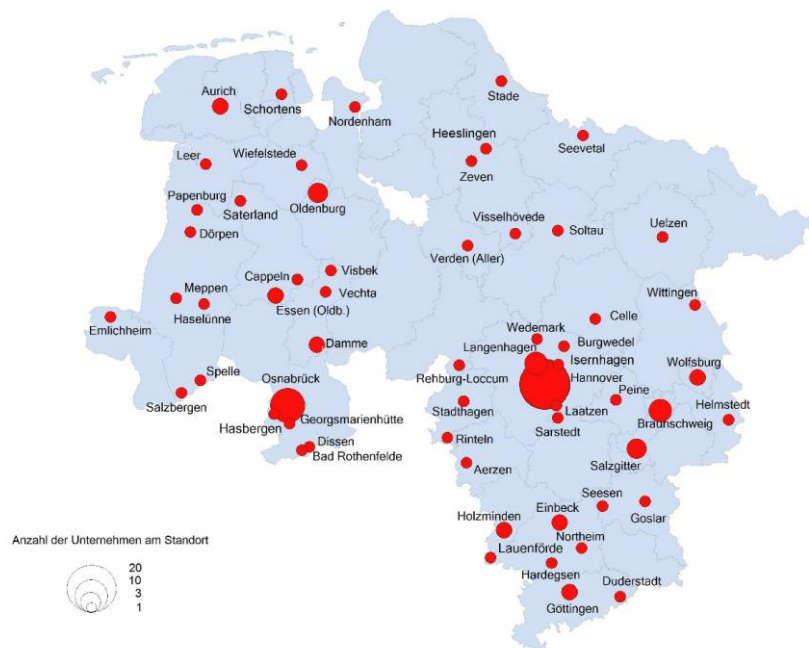 Stade
Aurich
Schortens
Nordenham
Heeslingen
Seevetal
Leer
Wiefelstede
Zeven
Papenburg
Saterland
Oldenburg
Visselhövede
Soltau
Uelzen
Dörpen
Verden (Aller)
Cappeln
Visbek
Meppen
Vechta
Wittingen
Haselünne
Essen (Oldb.)
Emlichheim
Celle
Wedemark
Burgwedel
Damme
Langenhagen
Isernhagen
Wolfsburg
Spelle
Rehburg-Loccum
Hannover
Osnabrück
Peine
Helmstedt
Salzbergen
Stadthagen
Laatzen
Georgsmarienhütte
Braunschweig
Hasbergen
Sarstedt
Dissen
Rinteln
Bad Rothenfelde
Salzgitter
Aerzen
Seesen
Goslar
Holzminden
Einbeck
Northeim
Anzahl der Unternehmen am Standort
Lauenförde
Hardegsen
Duderstadt
Göttingen
20
10
3
1